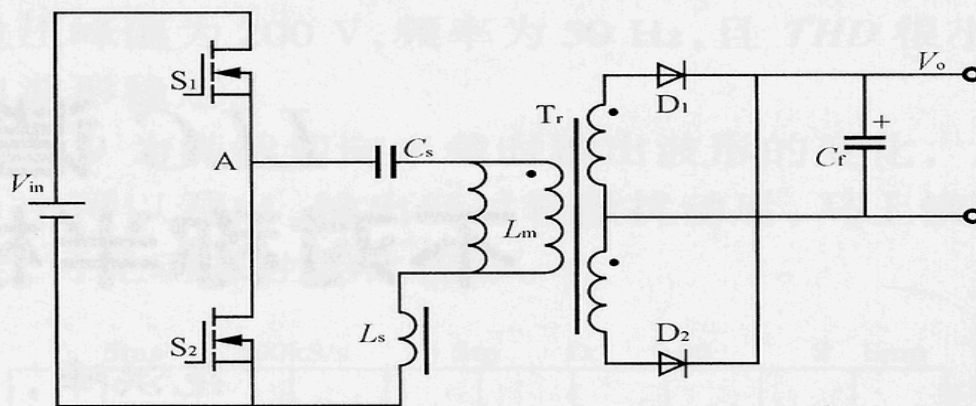 S1
D1
Vo
Tr
A
Cs
+
Cf
Vin
Lm
S2
Ls
D2